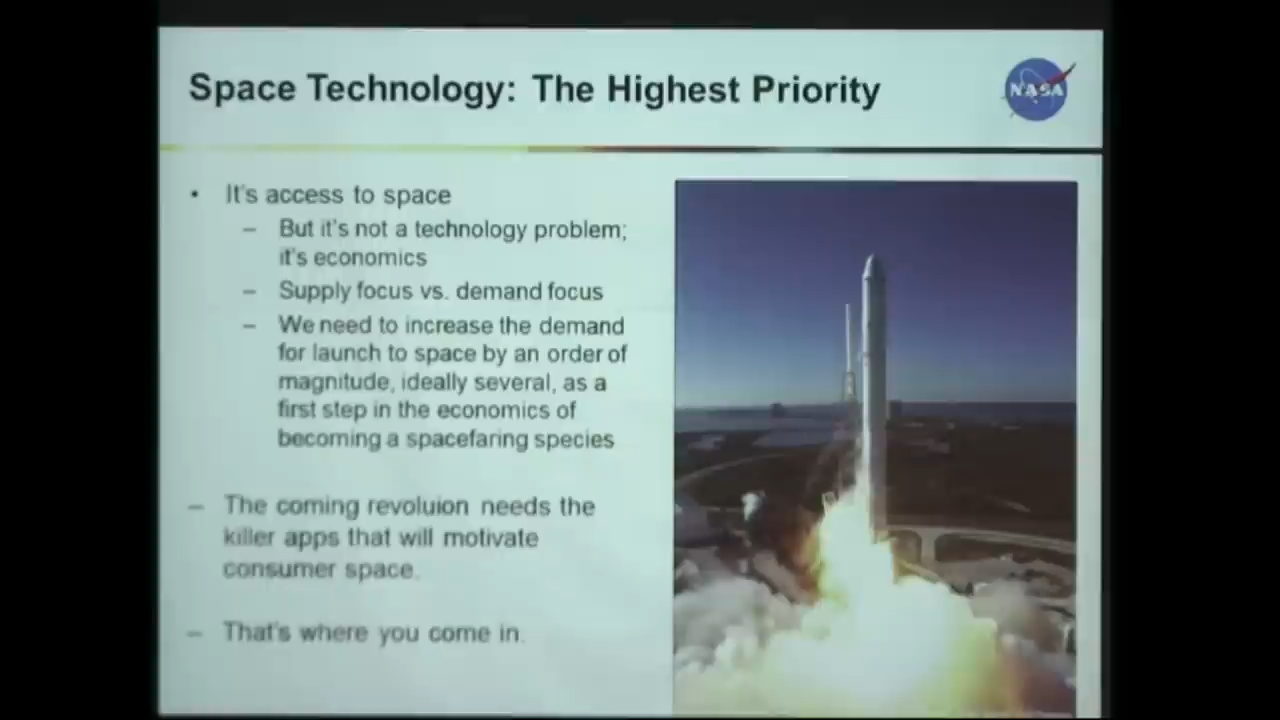 Space Technology: The Highest Priority
NASA
• It's access to space
– But it's not a technology problem;
it's economics
– Supply focus vs. demand focus
– We need to increase the demand
for launch to space by an order of
magnitude, ideally several, as a
first step in the economics of
becoming a spacefaring species
– The coming revoluion needs the
killer apps that will motivate
consumer space.
– That's where you come in.